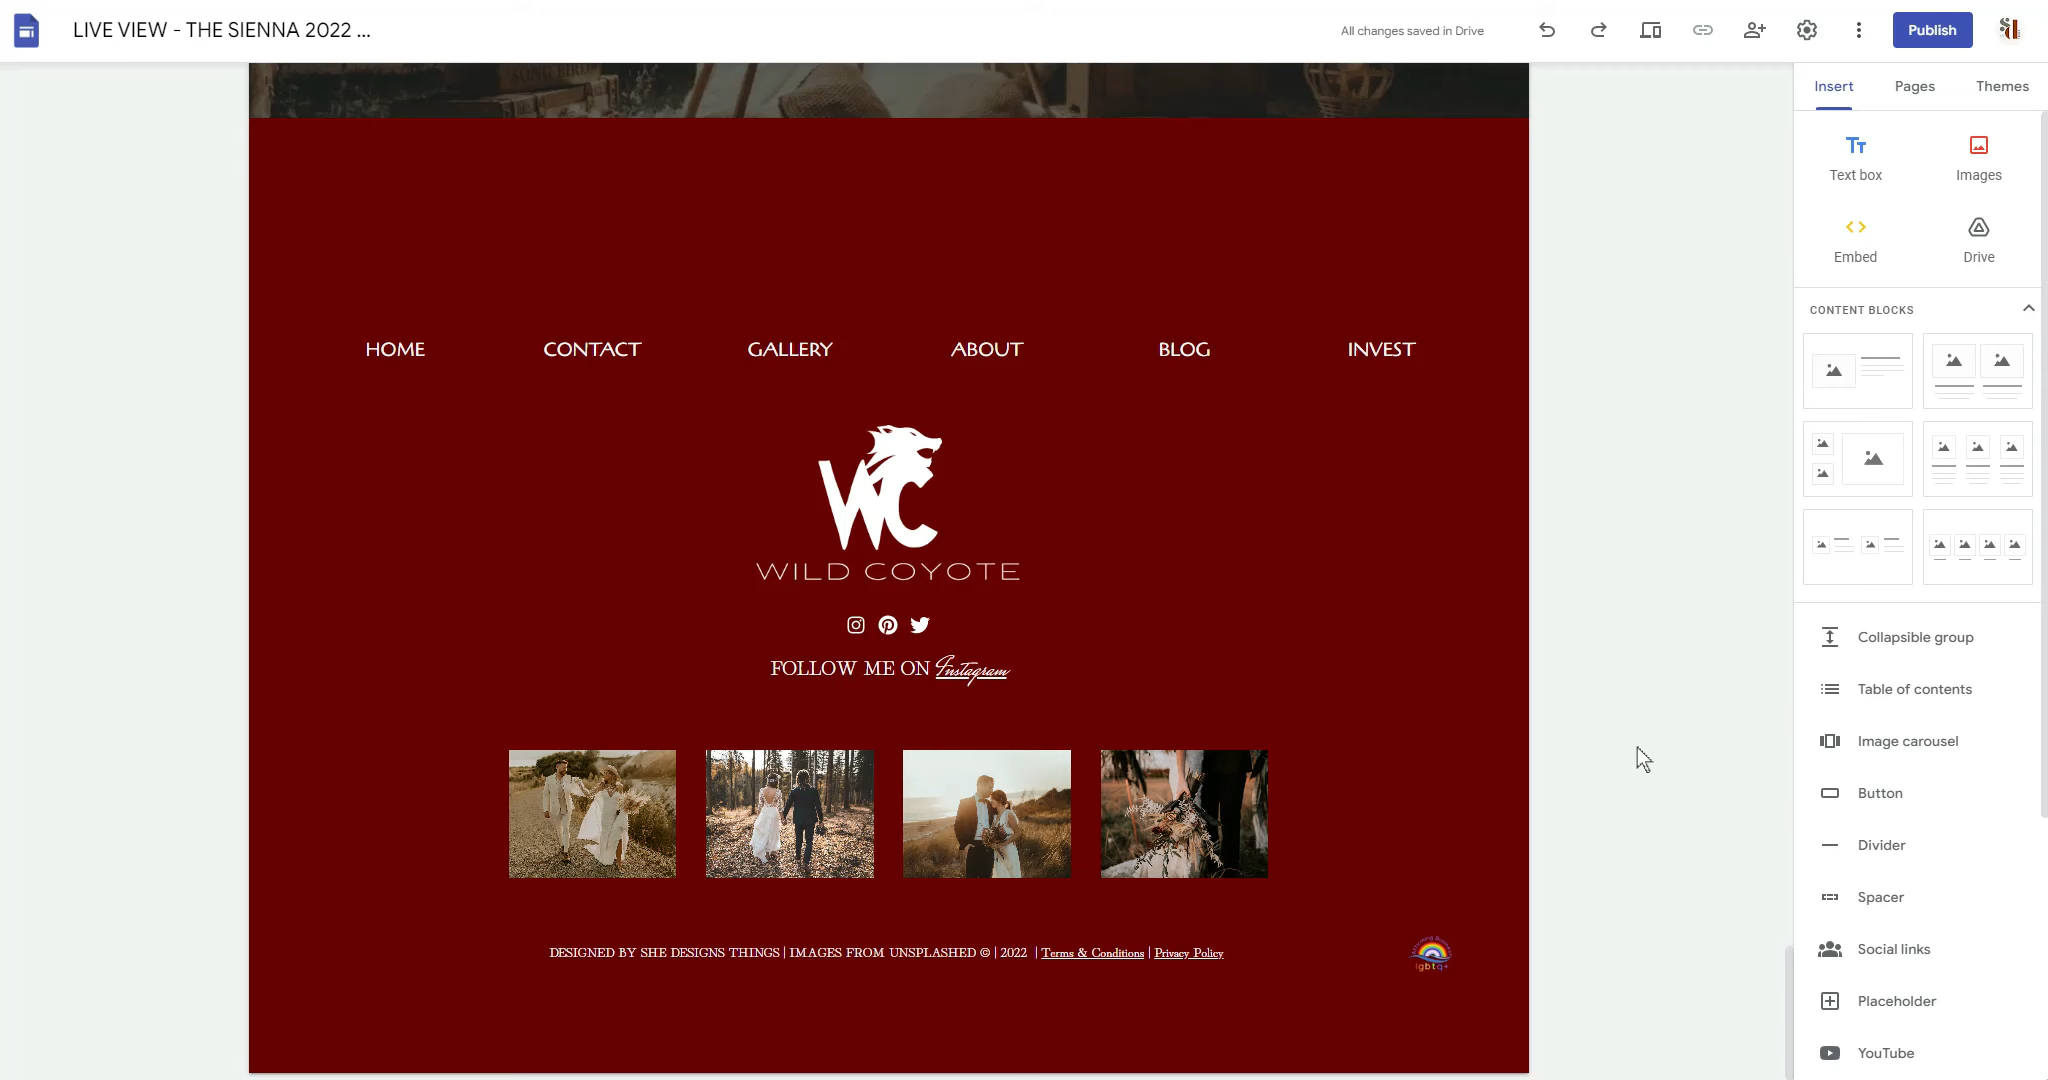 LIVE VIEW - THE SIENNA 2022 ...
All changes saved in Drive
Publish
Insert
Pages
Themes
Text box
Images
Embed
Drive
CONTENT BLOCKS
Collapsible group
Table of contents
Image carousel
Button
Divider
Spacer
Social links
Placeholder
YouTube
SONG BIRD
HOME CONTACT GALLERY ABOUT BLOG INVEST
WC
WILD COYOTE
FOLLOW ME ON Instagram
DESIGNED BY SHE DESIGNS THINGS | IMAGES FROM UNSPLASHED © | 2022 | Terms & Conditions | Privacy Policy
lgbtq+